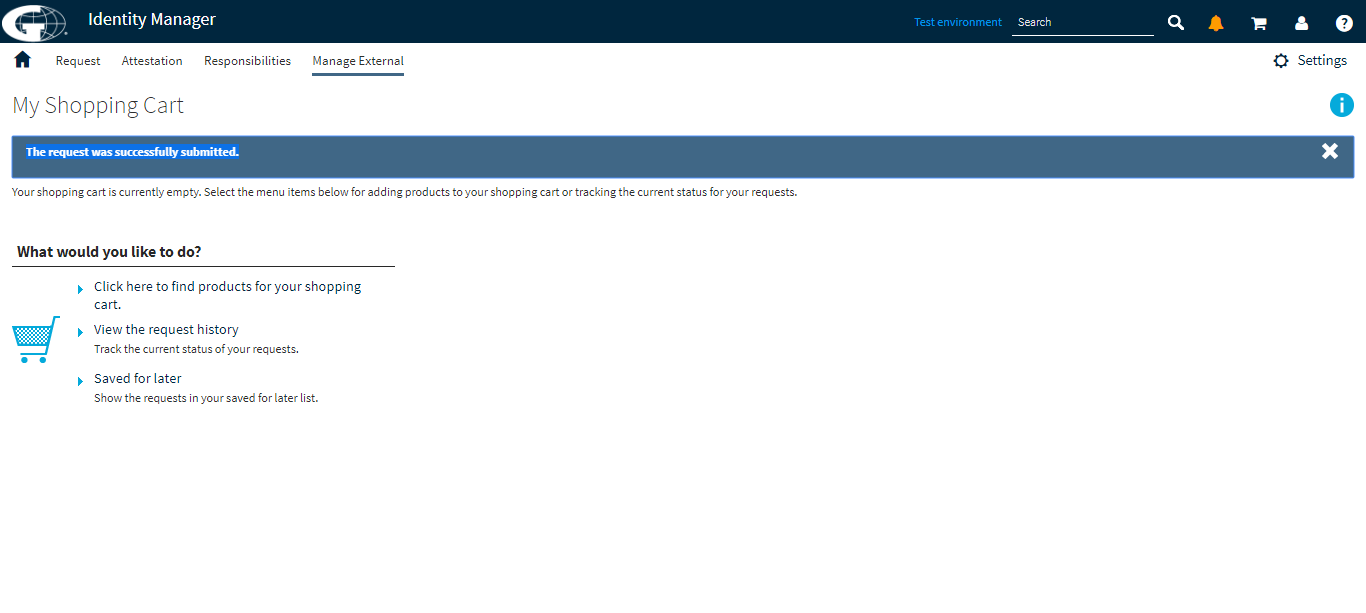 Identity Manager
Test environment
Search
Request
Attestation
Responsibilities
Manage External
Settings
My Shopping Cart
The request was successfully submitted.
Your shopping cart is currently empty. Select the menu items below for adding products to your shopping cart or tracking the current status for your requests.
What would you like to do?
Click here to find products for your shopping
cart.
View the request history
Track the current status of your requests.
Saved for later
Show the requests in your saved for later list.